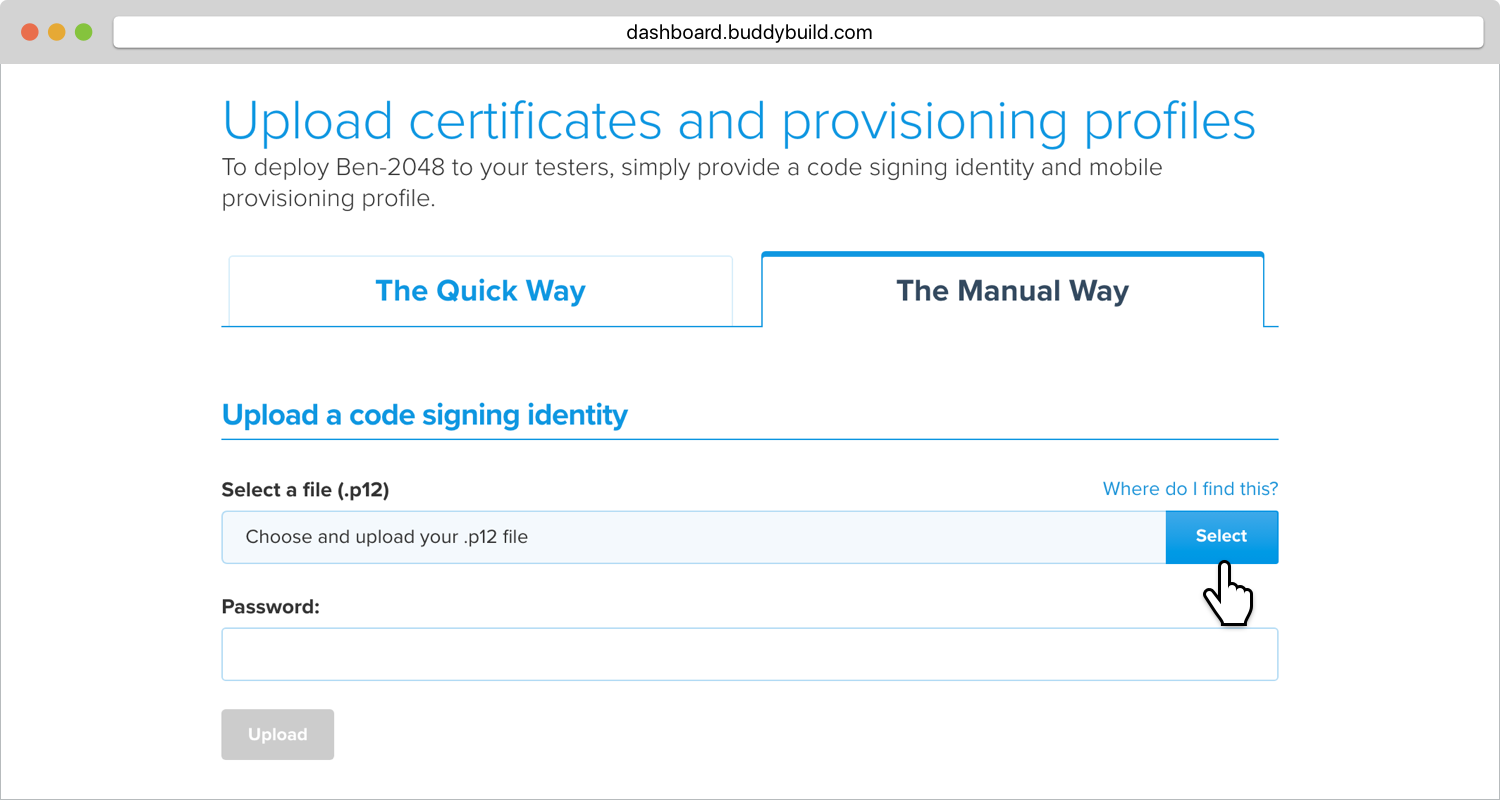 dashboard.buddybuild.com
Upload certificates and provisioning profiles
To deploy Ben-2048 to your testers, simply provide a code signing identity and mobile
provisioning profile.
The Quick Way
The Manual Way
Upload a code signing identity
Select a file (.p12)
Where do I find this?
Choose and upload your .p12 file
Select
Password:
Upload